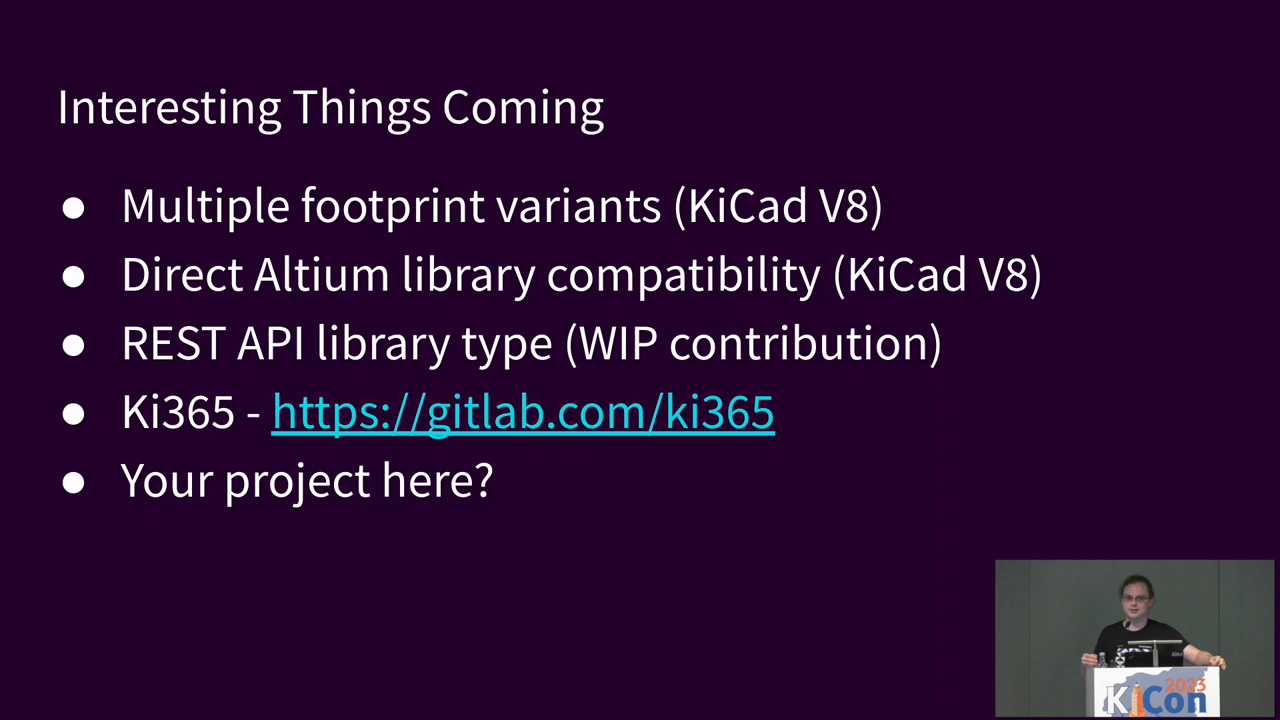 Interesting Things Coming
● Multiple footprint variants (KiCad V8)
● Direct Altium library compatibility (KiCad V8)
● REST API library type (WIP contribution)
● Ki365 - https://gitlab.com/ki365
● Your project here?
2023
KiCon